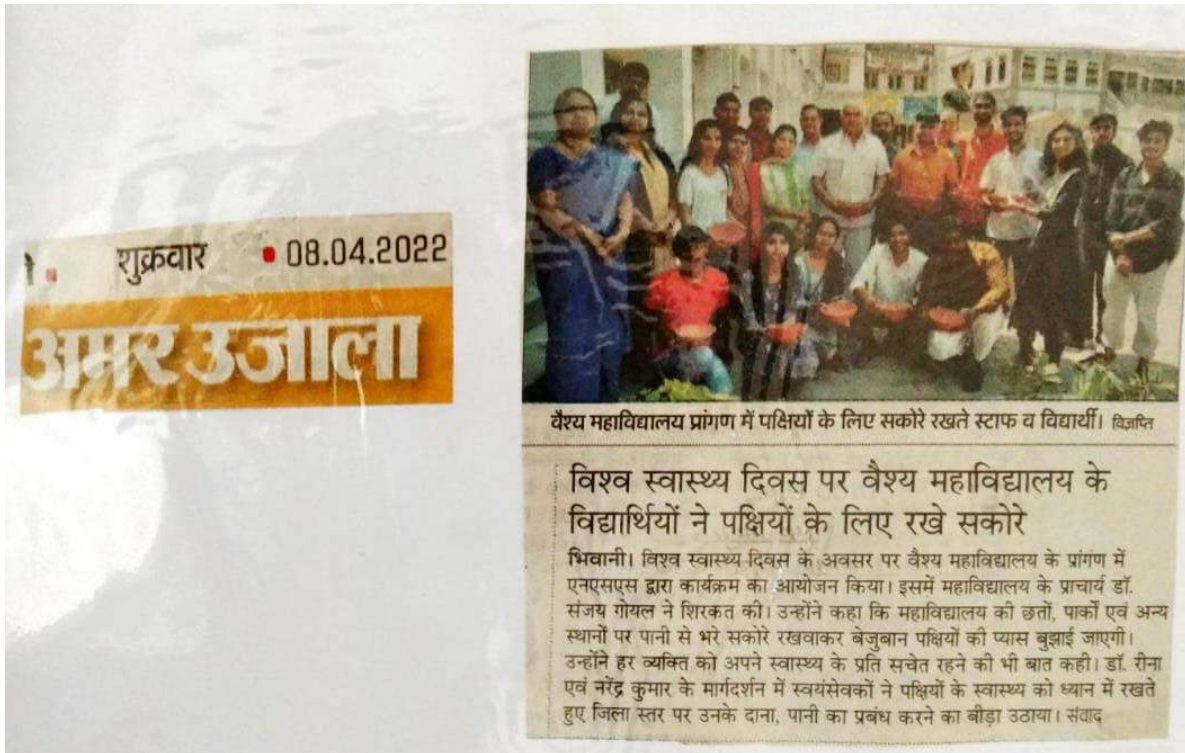 शुक्रवार • 08.04.2022
अमर उजाला
वैश्य महाविद्यालय प्रांगण में पक्षियों के लिए सकोरे रखते स्टाफ व विद्यार्थी। विज्ञप्ति
विश्व स्वास्थ्य दिवस पर वैश्य महाविद्यालय के
विद्यार्थियों ने पक्षियों के लिए रखे सकोरे
भिवानी। विश्व स्वास्थ्य दिवस के अवसर पर वैश्य महाविद्यालय के प्रांगण में
एनएसएस द्वारा कार्यक्रम का आयोजन किया। इसमें महाविद्यालय के प्राचार्य डॉ.
संजय गोयल ने शिरकत की। उन्होंने कहा कि महाविद्यालय की छतों, पार्कों एवं अन्य
स्थानों पर पानी से भरे सकोरे रखवाकर बेजुबान पक्षियों की प्यास बुझाई जाएगी।
उन्होंने हर व्यक्ति को अपने स्वास्थ्य के प्रति सचेत रहने की भी बात कही। डॉ. रीना
एवं नरेंद्र कुमार के मार्गदर्शन में स्वयंसेवकों ने पक्षियों के स्वास्थ्य को ध्यान में रखते
हुए जिला स्तर पर उनके दाना, पानी का प्रबंध करने का बीड़ा उठाया। संवाद